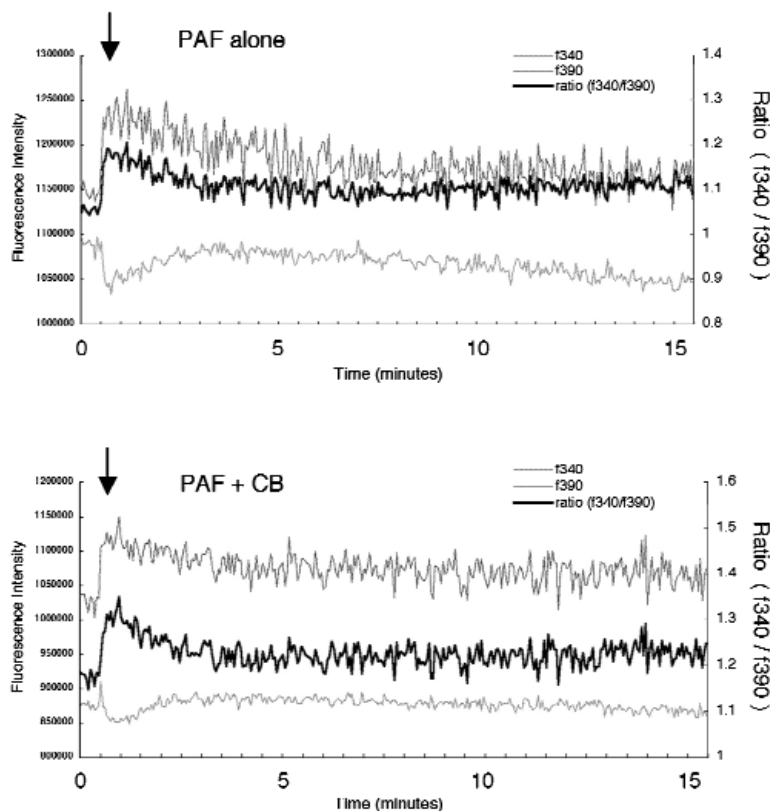 PAF alone
f340
f390
ratio (f340/f390)
Fluorescence Intensity
1300000
1250000
1200000
1150000
1100000
1050000
1000000
Ratio ( f340 / f390 )
1.4
1.3
1.2
1.1
1
0.9
0.8
0 5 10 15
Time (minutes)
PAF + CB
f340
f390
ratio (f340/f390)
Fluorescence Intensity
1200000
1150000
1100000
1050000
1000000
950000
900000
850000
800000
Ratio ( f340 / f390 )
1.6
1.5
1.4
1.3
1.2
1.1
1
0 5 10 15
Time (minutes)